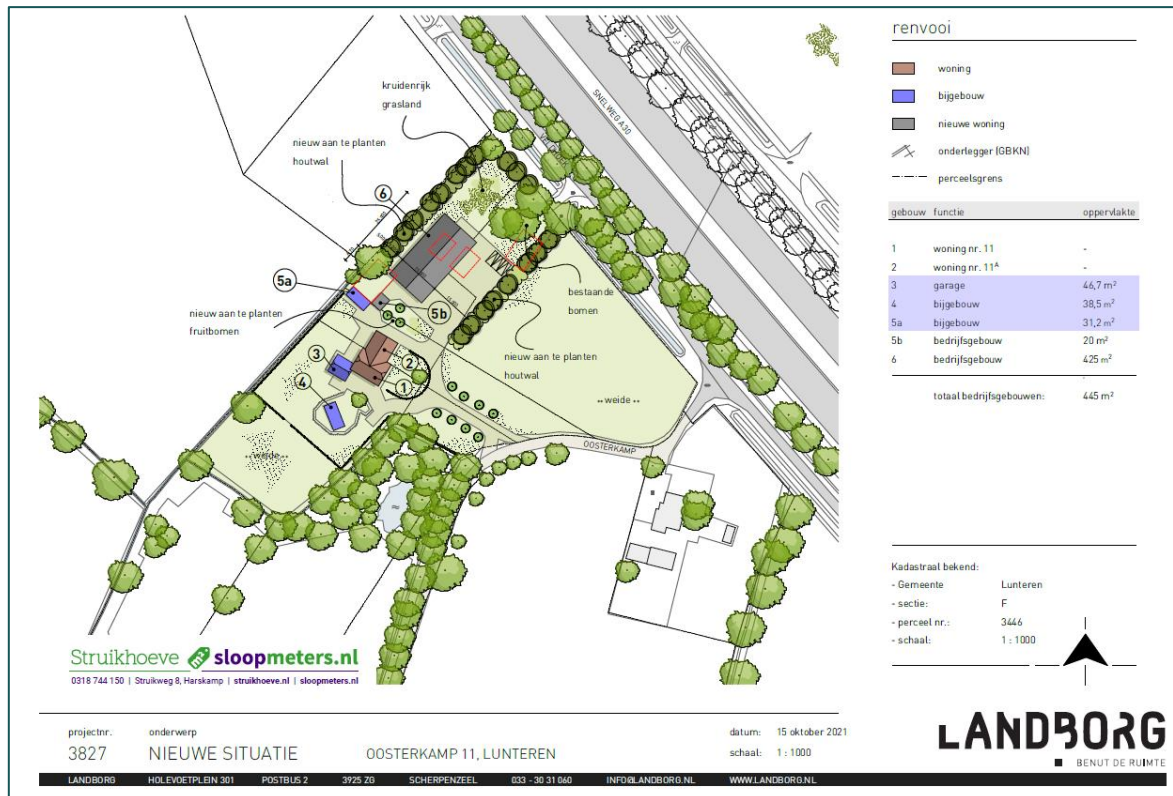 kruidenrijk
grasland
nieuw aan te planten
houtwal
SNELWEG A30
6
5a
5b
nieuw aan te planten
fruitbomen
bestaande
bomen
nieuw aan te planten
houtwal
3
2
4
1
-- weide --
-- weide --
OOSTERKAMP
renvooi
woning
bijgebouw
nieuwe woning
onderlegger (GBKN)
perceelsgrens
gebouw functie oppervlakte
1 woning nr. 11 -
2 woning nr. 11ᴬ -
3 garage 46,7 m²
4 bijgebouw 38,5 m²
5a bijgebouw 31,2 m²
5b bedrijfsgebouw 20 m²
6 bedrijfsgebouw 425 m²
totaal bedrijfsgebouwen: 445 m²
Kadastraal bekend:
- Gemeente Lunteren
- sectie: F
- perceel nr.: 3446
- schaal: 1 : 1000
Struikhoeve sloopmeters.nl
0318 744 150 | Struikweg 8, Harskamp | struikhoeve.nl | sloopmeters.nl
projectnr. onderwerp datum: 15 oktober 2021
3827 NIEUWE SITUATIE OOSTERKAMP 11, LUNTEREN schaal: 1 : 1000
LANDBORG
BENUT DE RUIMTE
LANDBORG HOLEVOETPLEIN 301 POSTBUS 2 3925 ZG SCHERPENZEEL 033 - 30 31 060 INFO@LANDBORG.NL WWW.LANDBORG.NL